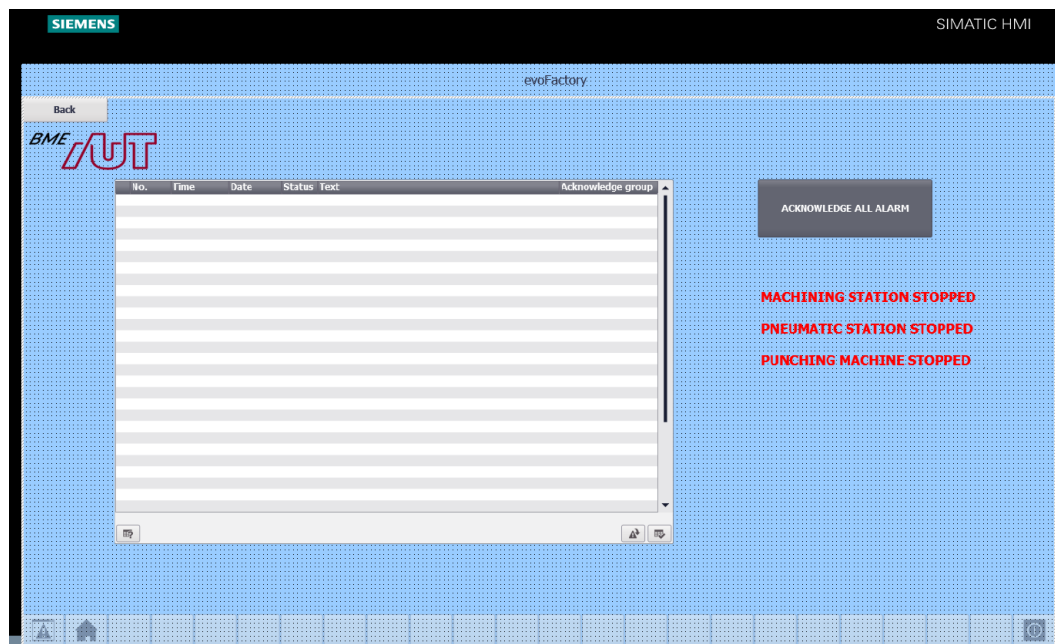 SIEMENS
SIMATIC HMI
evoFactory
Back
BME AUT
No. Time Date Status Text Acknowledge group
ACKNOWLEDGE ALL ALARM
MACHINING STATION STOPPED
PNEUMATIC STATION STOPPED
PUNCHING MACHINE STOPPED